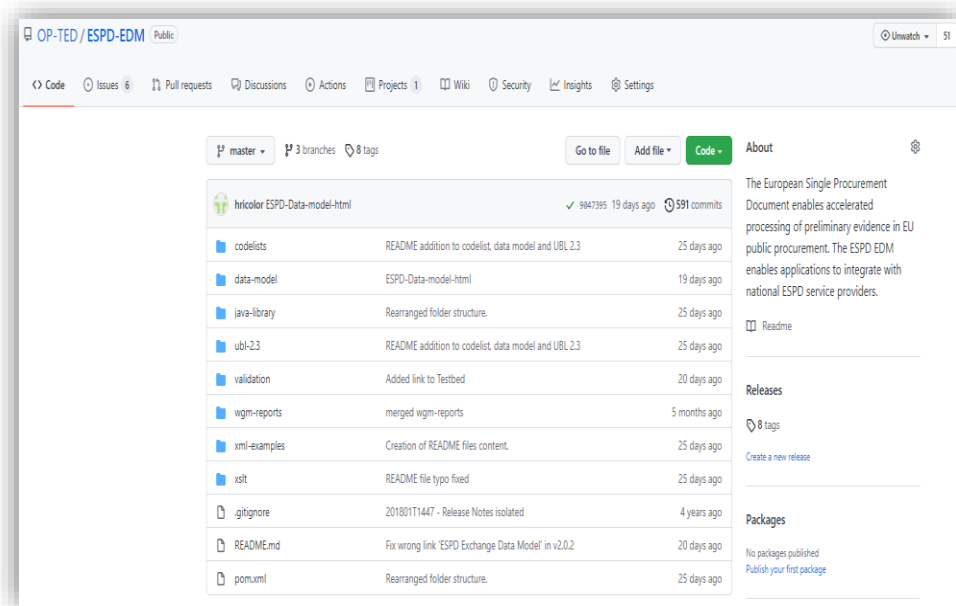 OP-TED / ESPD-EDM Public
Unwatch 51
Code Issues 6 Pull requests Discussions Actions Projects 1 Wiki Security Insights Settings
master 3 branches 8 tags Go to file Add file Code
hricolor ESPD-Data-model-html 9847395 19 days ago 591 commits
codelists README addition to codelist, data model and UBL 2.3 25 days ago
data-model ESPD-Data-model-html 19 days ago
java-library Rearranged folder structure. 25 days ago
ubl-2.3 README addition to codelist, data model and UBL 2.3 25 days ago
validation Added link to Testbed 20 days ago
wgm-reports merged wgm-reports 5 months ago
xml-examples Creation of README files content. 25 days ago
xslt README file typo fixed 25 days ago
.gitignore 201801T1447 - Release Notes isolated 4 years ago
README.md Fix wrong link 'ESPD Exchange Data Model' in v2.0.2 20 days ago
pom.xml Rearranged folder structure. 25 days ago
About
The European Single Procurement
Document enables accelerated
processing of preliminary evidence in EU
public procurement. The ESPD EDM
enables applications to integrate with
national ESPD service providers.
Readme
Releases
8 tags
Create a new release
Packages
No packages published
Publish your first package